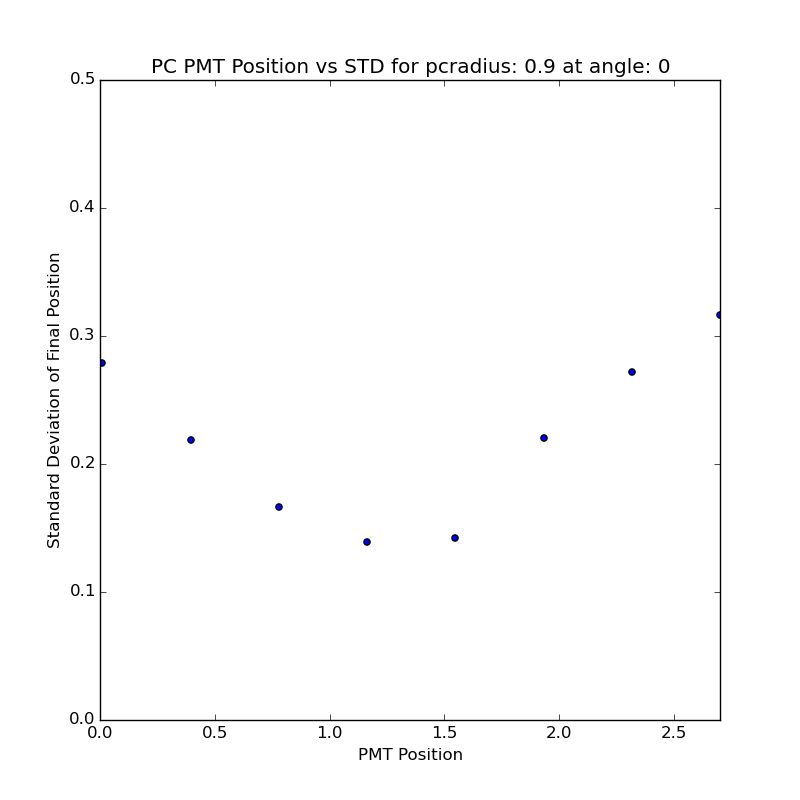 PC PMT Position vs STD for pcradius: 0.9 at angle: 0
0.5
0.4
0.3
0.2
0.1
0.0
Standard Deviation of Final Position
0.0 0.5 1.0 1.5 2.0 2.5
PMT Position